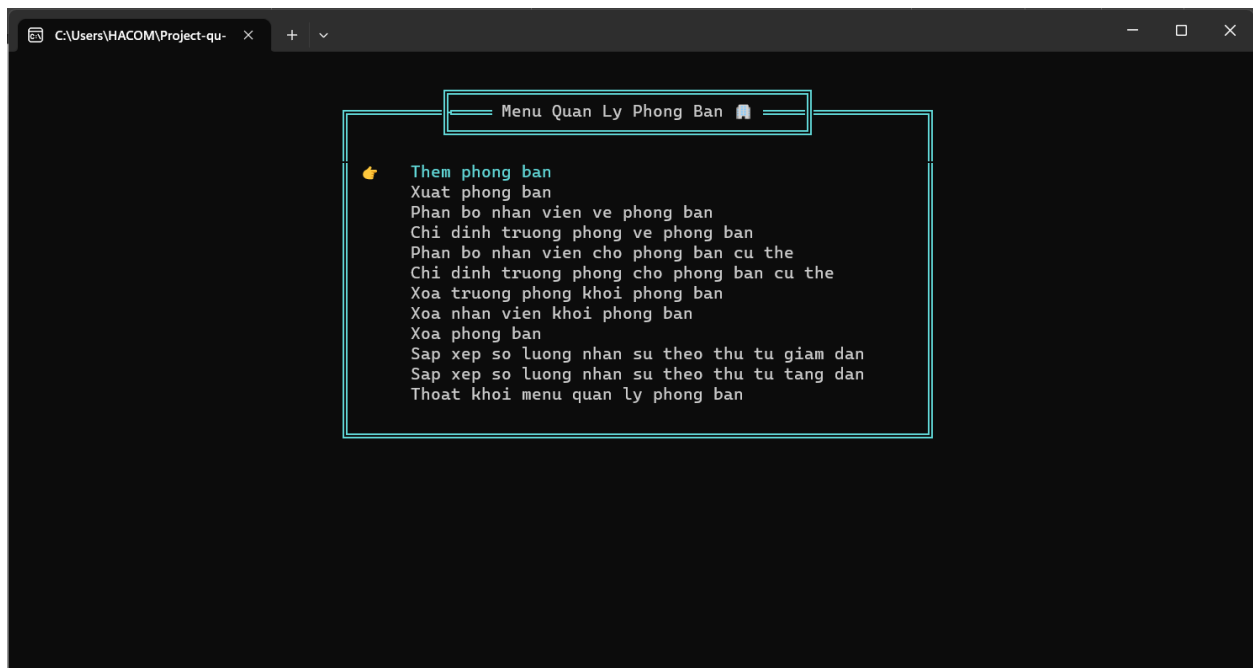 C:\Users\HACOM\Project-qu-
Menu Quan Ly Phong Ban 🏢
👉 Them phong ban
Xuat phong ban
Phan bo nhan vien ve phong ban
Chi dinh truong phong ve phong ban
Phan bo nhan vien cho phong ban cu the
Chi dinh truong phong cho phong ban cu the
Xoa truong phong khoi phong ban
Xoa nhan vien khoi phong ban
Xoa phong ban
Sap xep so luong nhan su theo thu tu giam dan
Sap xep so luong nhan su theo thu tu tang dan
Thoat khoi menu quan ly phong ban